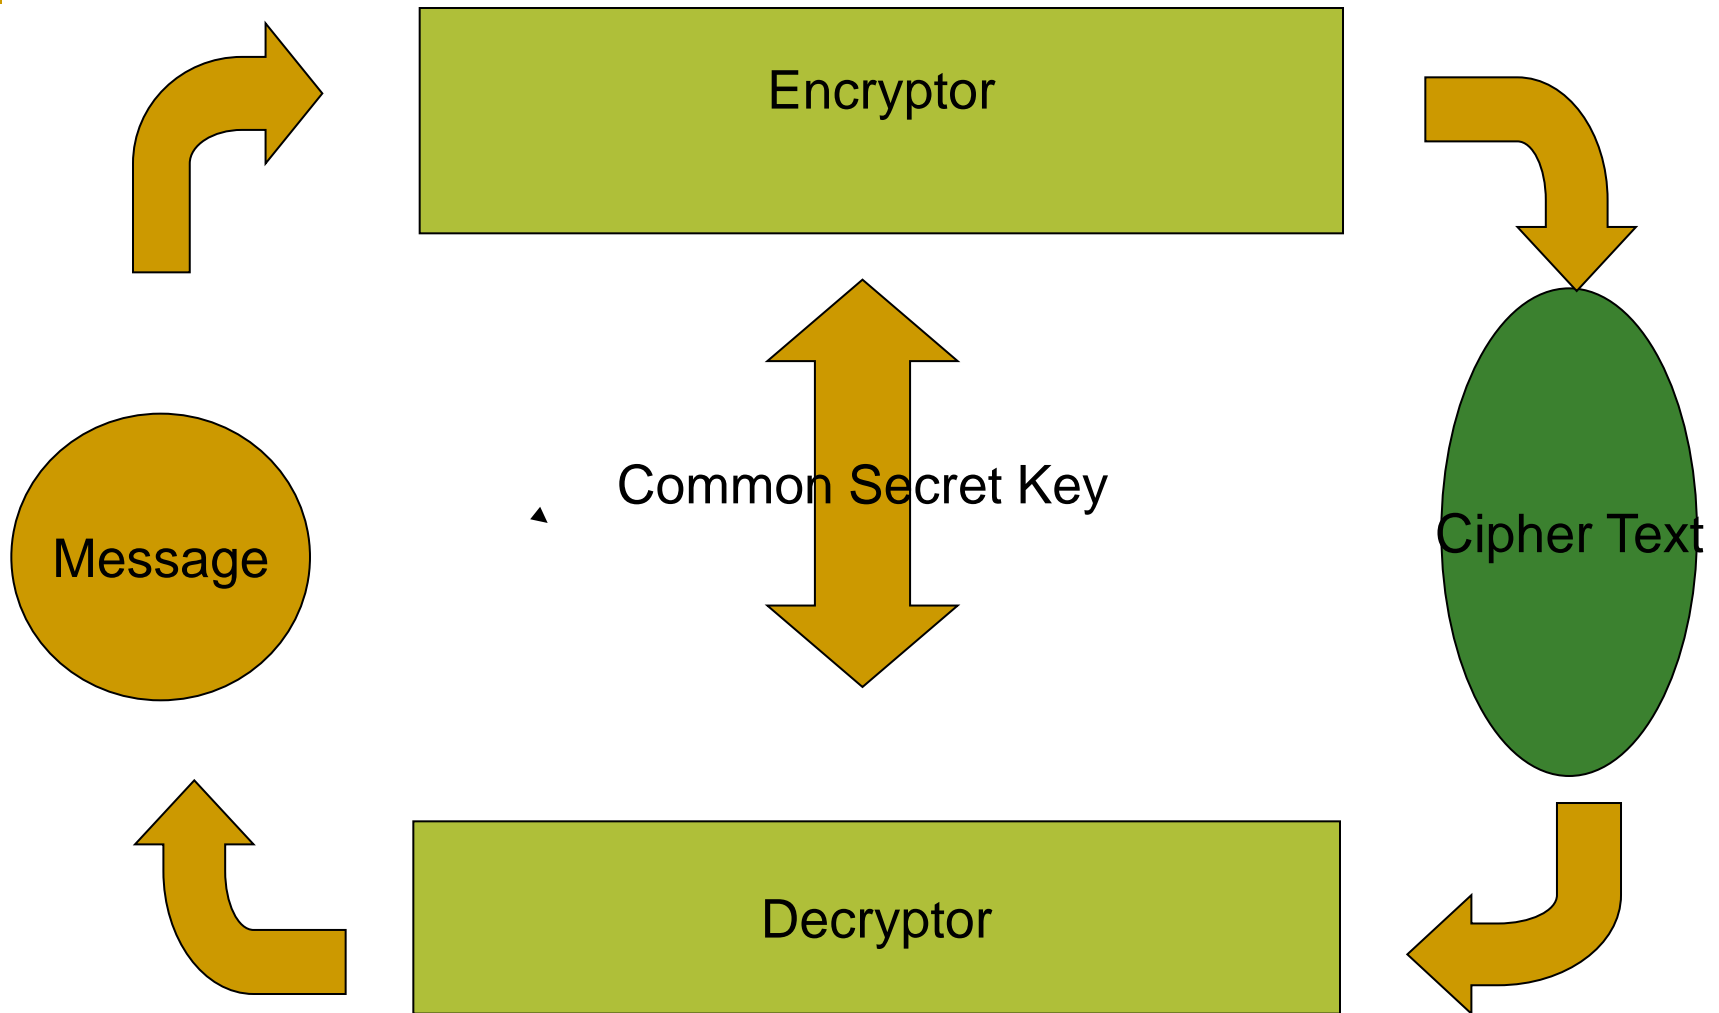 Encryptor
Common Secret Key
Message
Cipher Text
Decryptor